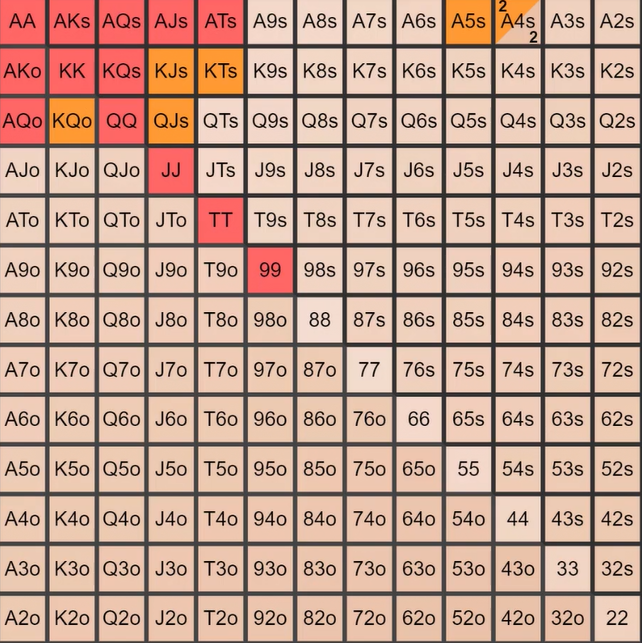 AA AKs AQs AJs ATs A9s A8s A7s A6s A5s 2 A4s 2 A3s A2s
AKo KK KQs KJs KTs K9s K8s K7s K6s K5s K4s K3s K2s
AQo KQo QQ QJs QTs Q9s Q8s Q7s Q6s Q5s Q4s Q3s Q2s
AJo KJo QJo JJ JTs J9s J8s J7s J6s J5s J4s J3s J2s
ATo KTo QTo JTo TT T9s T8s T7s T6s T5s T4s T3s T2s
A9o K9o Q9o J9o T9o 99 98s 97s 96s 95s 94s 93s 92s
A8o K8o Q8o J8o T8o 98o 88 87s 86s 85s 84s 83s 82s
A7o K7o Q7o J7o T7o 97o 87o 77 76s 75s 74s 73s 72s
A6o K6o Q6o J6o T6o 96o 86o 76o 66 65s 64s 63s 62s
A5o K5o Q5o J5o T5o 95o 85o 75o 65o 55 54s 53s 52s
A4o K4o Q4o J4o T4o 94o 84o 74o 64o 54o 44 43s 42s
A3o K3o Q3o J3o T3o 93o 83o 73o 63o 53o 43o 33 32s
A2o K2o Q2o J2o T2o 92o 82o 72o 62o 52o 42o 32o 22